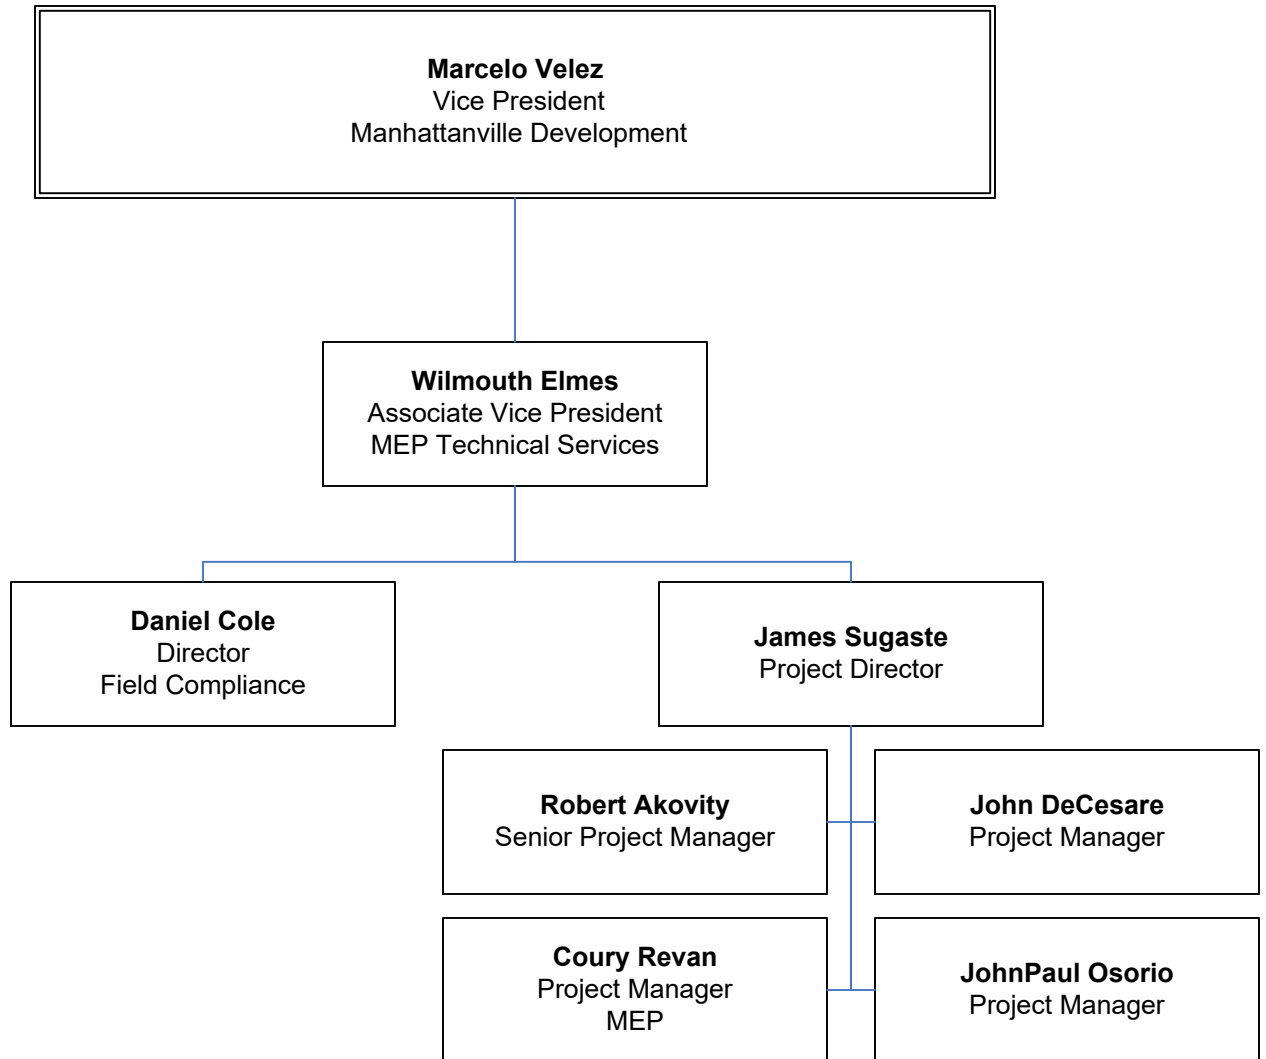 Marcelo Velez
Vice President
Manhattanville Development
Wilmouth Elmes
Associate Vice President
MEP Technical Services
Daniel Cole
Director
Field Compliance
James Sugaste
Project Director
Robert Akovity
Senior Project Manager
John DeCesare
Project Manager
Coury Revan
Project Manager
MEP
JohnPaul Osorio
Project Manager